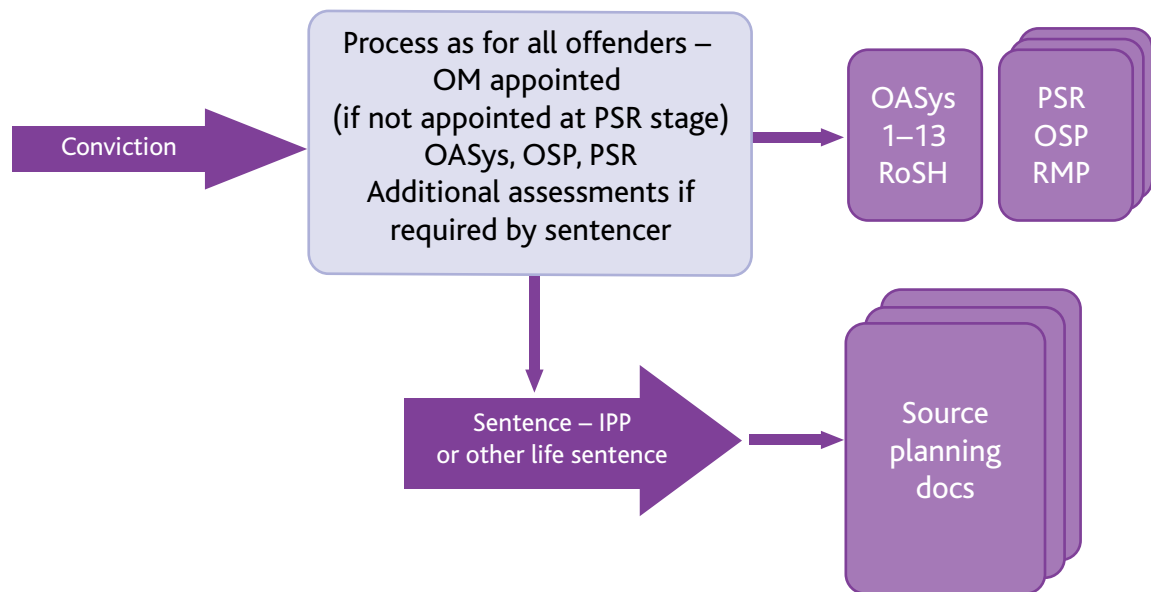 Conviction
Process as for all offenders –
OM appointed
(if not appointed at PSR stage)
OASys, OSP, PSR
Additional assessments if
required by sentencer
OASys
1–13
RoSH
PSR
OSP
RMP
Sentence – IPP
or other life sentence
Source
planning
docs